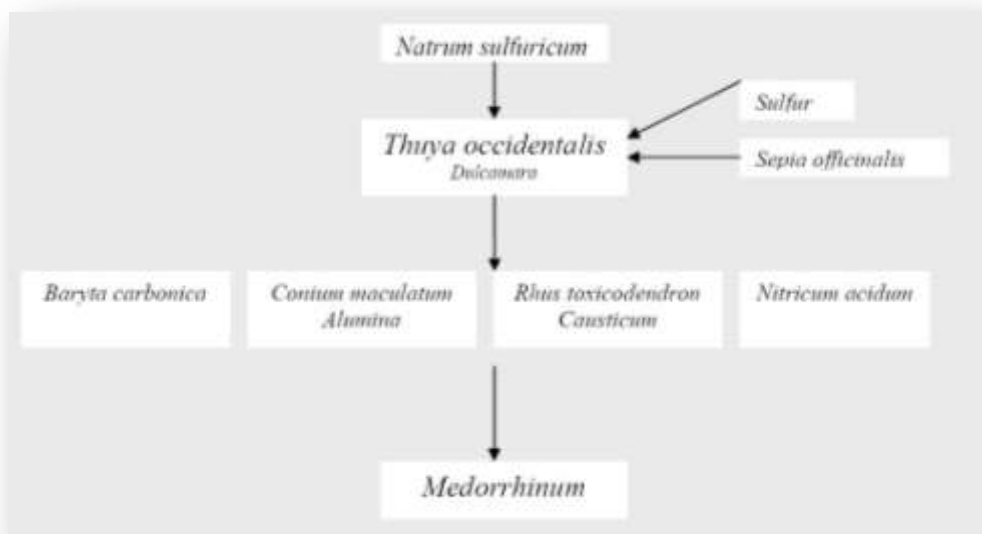 Natrum sulfuricum
Sulfur
Thuya occidentalis
Dulcamara
Sepia officinalis
Baryta carbonica
Conium maculatum
Alumina
Rhus toxicodendron
Causticum
Nitricum acidum
Medorrhinum